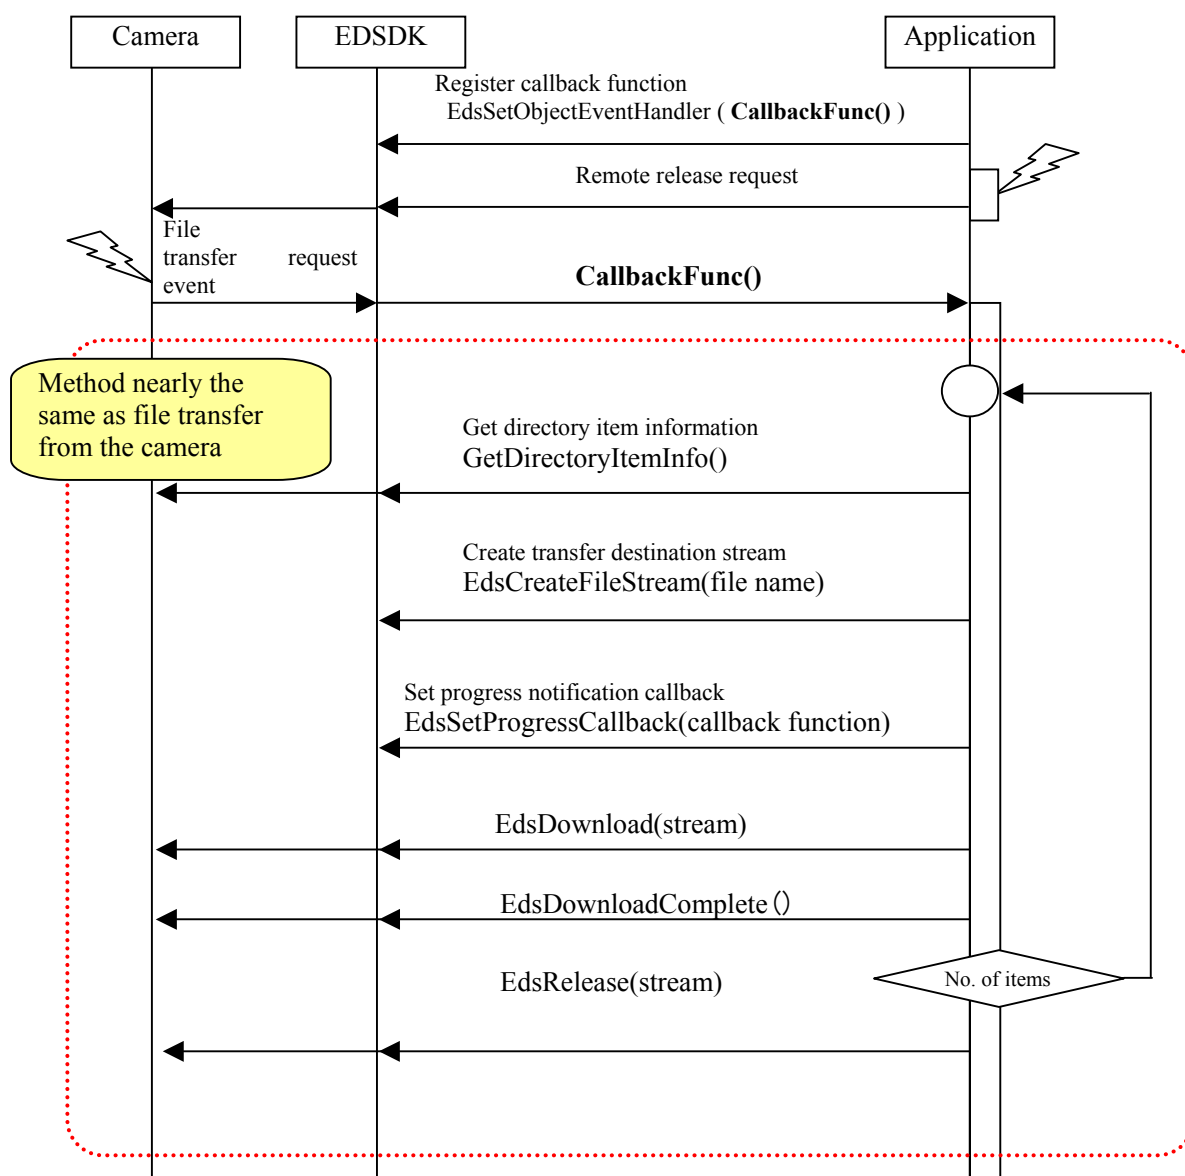 Camera
EDSDK
Application
Register callback function
EdsSetObjectEventHandler ( CallbackFunc() )
Remote release request
File
transfer request
event
CallbackFunc()
Method nearly the
same as file transfer
from the camera
Get directory item information
GetDirectoryItemInfo()
Create transfer destination stream
EdsCreateFileStream(file name)
Set progress notification callback
EdsSetProgressCallback(callback function)
EdsDownload(stream)
EdsDownloadComplete()
EdsRelease(stream)
No. of items